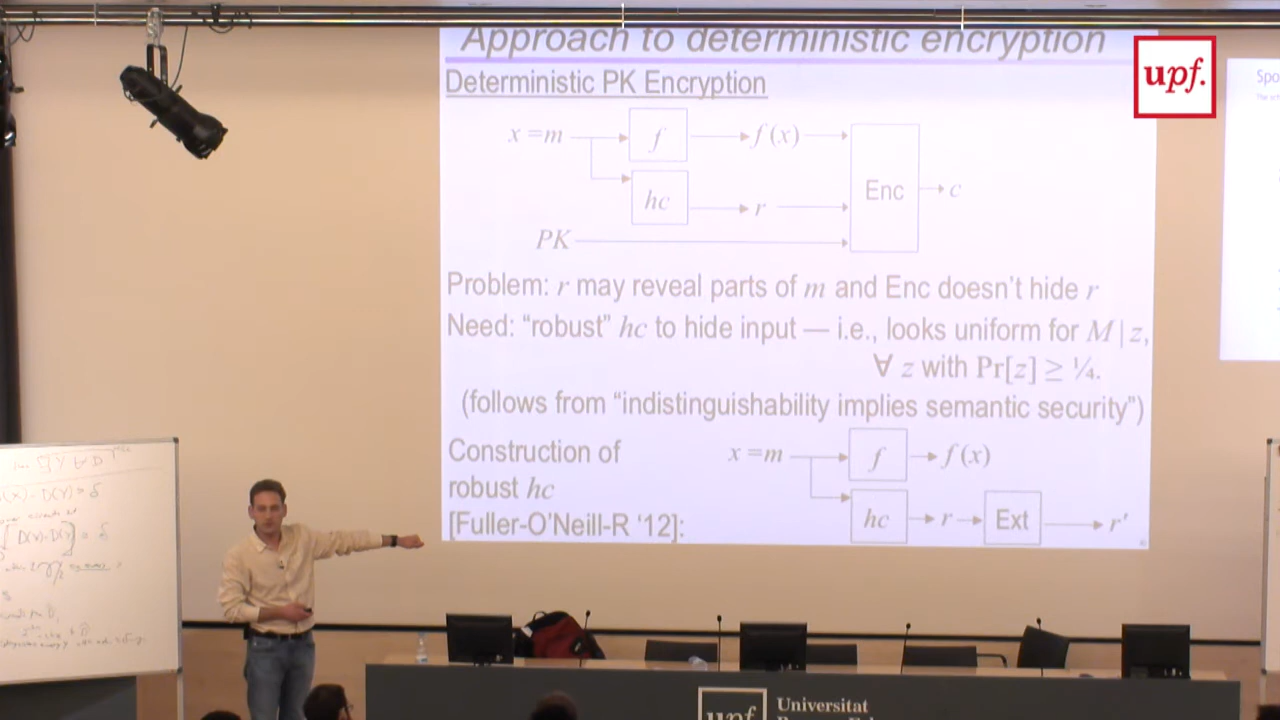 Approach to deterministic encryption
upf.
Spo
Deterministic PK Encryption
x =m
f
f (x)
hc
r
Enc
c
PK
Problem: r may reveal parts of m and Enc doesn't hide r
Need: “robust” hc to hide input — i.e., looks uniform for M | z,
∀ z with Pr[z] ≥ ¼.
(follows from “indistinguishability implies semantic security”)
Construction of
robust hc
[Fuller-O'Neill-R ‘12]:
x =m
f
f (x)
hc
r
Ext
r'
upf.
Universitat